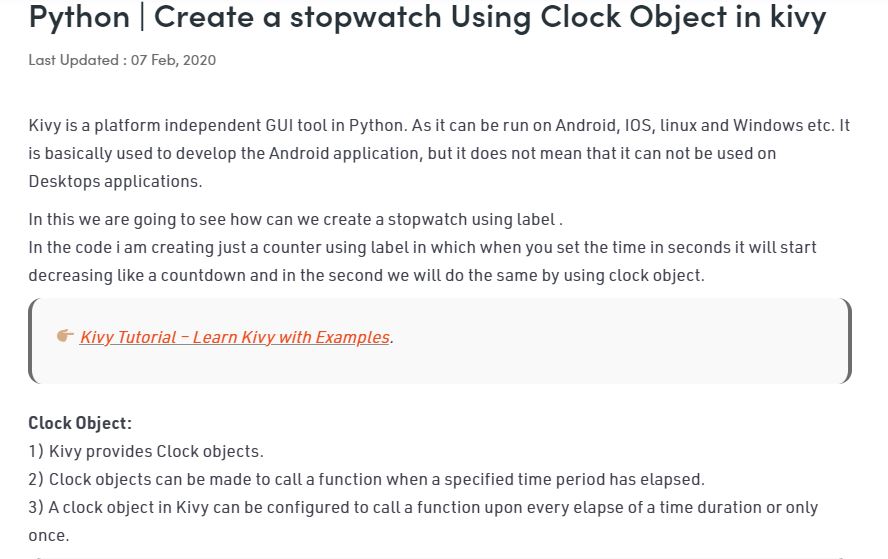 Python | Create a stopwatch Using Clock Object in kivy
Last Updated : 07 Feb, 2020
Kivy is a platform independent GUI tool in Python. As it can be run on Android, IOS, linux and Windows etc. It
is basically used to develop the Android application, but it does not mean that it can not be used on
Desktops applications.
In this we are going to see how can we create a stopwatch using label .
In the code i am creating just a counter using label in which when you set the time in seconds it will start
decreasing like a countdown and in the second we will do the same by using clock object.
Kivy Tutorial – Learn Kivy with Examples.
Clock Object:
1) Kivy provides Clock objects.
2) Clock objects can be made to call a function when a specified time period has elapsed.
3) A clock object in Kivy can be configured to call a function upon every elapse of a time duration or only
once.